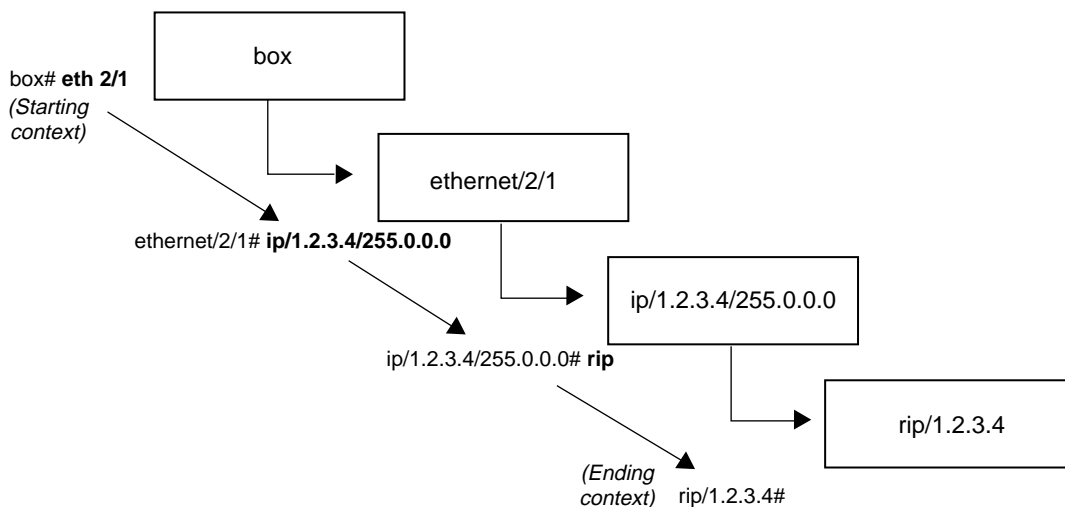 box
box# eth 2/1
(Starting
context)
ethernet/2/1
ethernet/2/1# ip/1.2.3.4/255.0.0.0
ip/1.2.3.4/255.0.0.0
ip/1.2.3.4/255.0.0.0# rip
rip/1.2.3.4
(Ending
context)
rip/1.2.3.4#